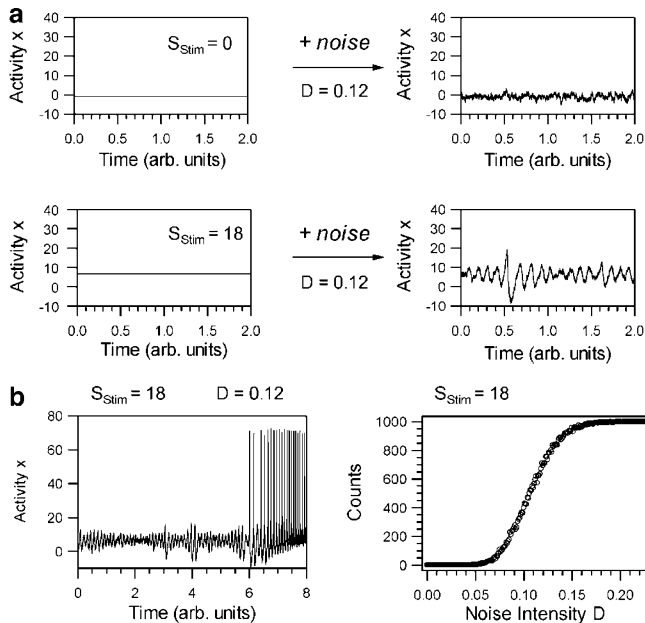 a
40
30
20
10
0
-10
Activity x
S_Stim = 0
0.0 0.5 1.0 1.5 2.0
Time (arb. units)
+ noise
D = 0.12
40
30
20
10
0
-10
Activity x
0.0 0.5 1.0 1.5 2.0
Time (arb. units)
40
30
20
10
0
-10
Activity x
S_Stim = 18
0.0 0.5 1.0 1.5 2.0
Time (arb. units)
+ noise
D = 0.12
40
30
20
10
0
-10
Activity x
0.0 0.5 1.0 1.5 2.0
Time (arb. units)
b
S_Stim = 18 D = 0.12
80
60
40
20
0
Activity x
0 2 4 6 8
Time (arb. units)
S_Stim = 18
1000
800
600
400
200
0
Counts
0.00 0.05 0.10 0.15 0.20
Noise Intensity D